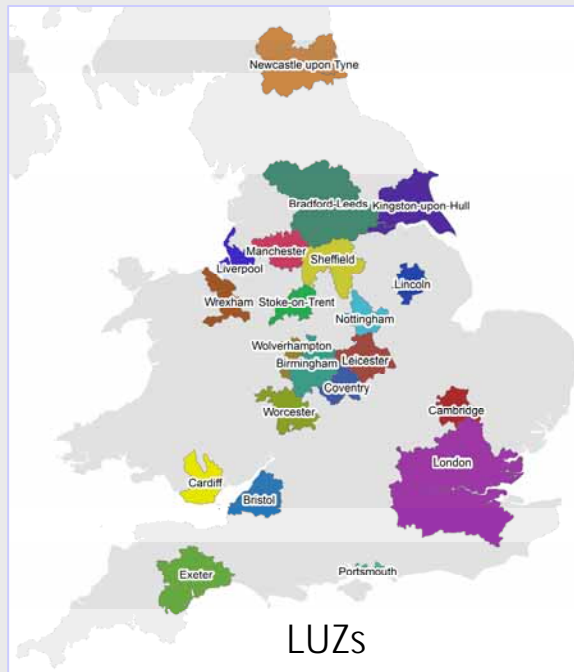 Newcastle upon Tyne
Bradford-Leeds
Kingston-upon-Hull
Manchester
Sheffield
Liverpool
Lincoln
Wrexham
Stoke-on-Trent
Nottingham
Wolverhampton
Birmingham
Leicester
Coventry
Worcester
Cambridge
London
Cardiff
Bristol
Exeter
Portsmouth
LUZs